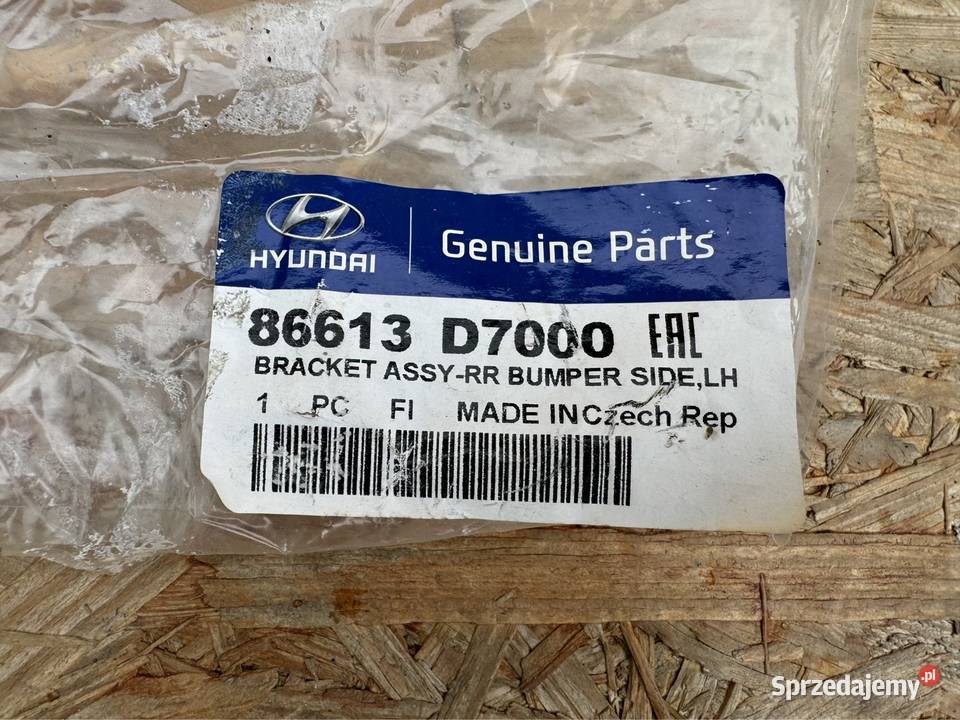 HYUNDAI
Genuine Parts
86613 D7000 EAC
BRACKET ASSY-RR BUMPER SIDE,LH
1 PC FI MADE IN Czech Rep
Sprzedajemy.pl